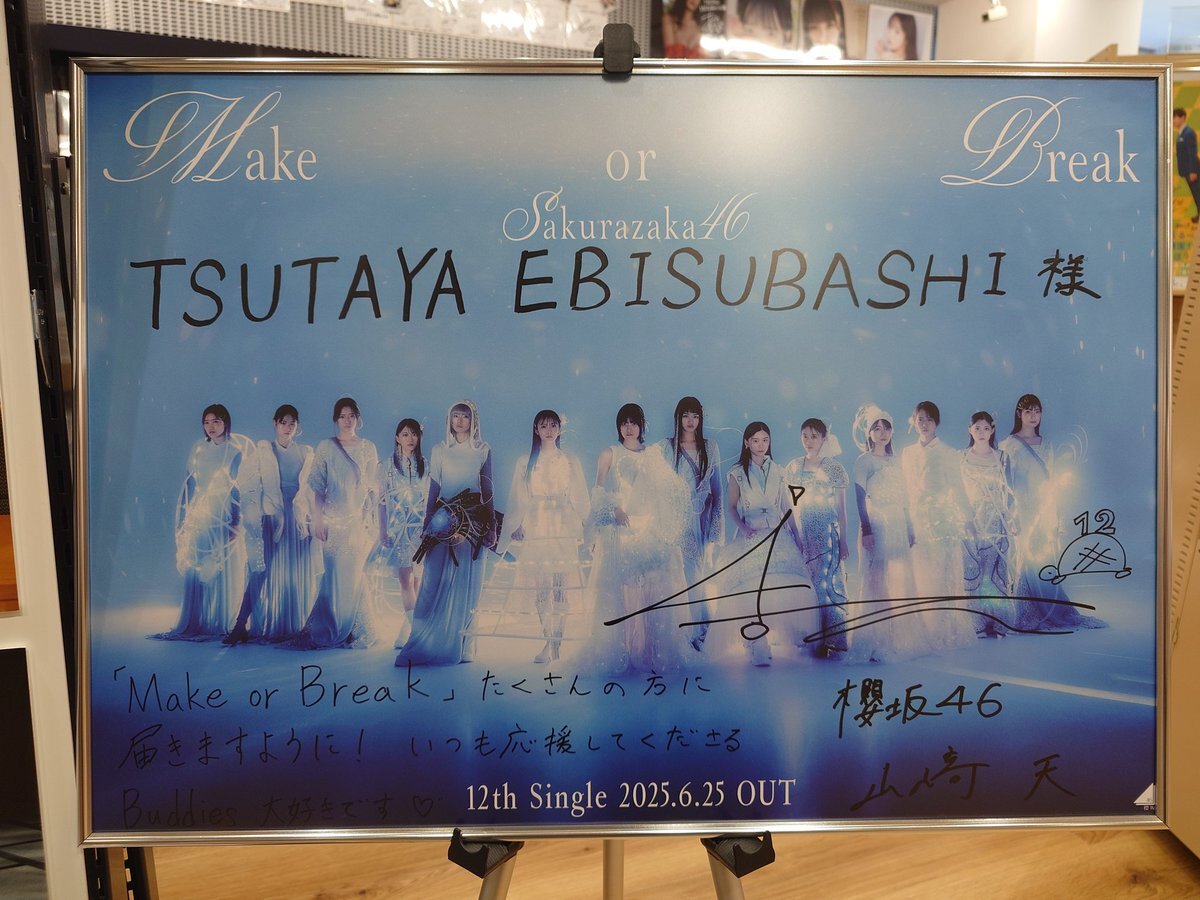 Make or Break
Sakurazaka46
TSUTAYA EBISUBASHI 様
12
「Make or Break」たくさんの方に
届きますように！ いつも応援してくださる
Buddies 大好きです♡
櫻坂46
山﨑 天
12th Single 2025.6.25 OUT